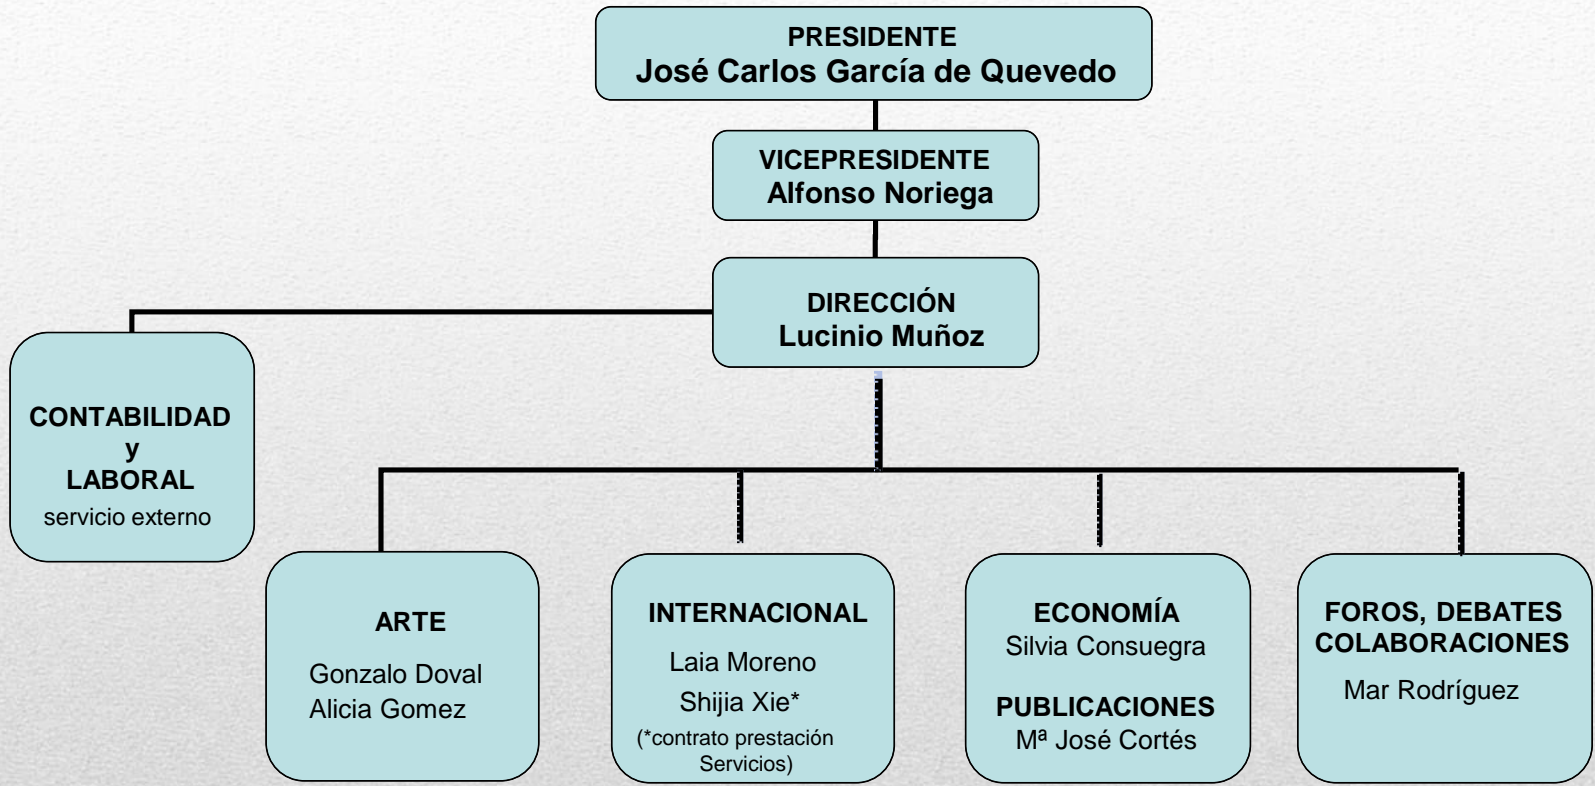 PRESIDENTE
José Carlos García de Quevedo
VICEPRESIDENTE
Alfonso Noriega
DIRECCIÓN
Lucinio Muñoz
CONTABILIDAD
y
LABORAL
servicio externo
ARTE
Gonzalo Doval
Alicia Gomez
INTERNACIONAL
Laia Moreno
Shijia Xie*
(*contrato prestación
Servicios)
ECONOMÍA
Silvia Consuegra
PUBLICACIONES
Mª José Cortés
FOROS, DEBATES
COLABORACIONES
Mar Rodríguez